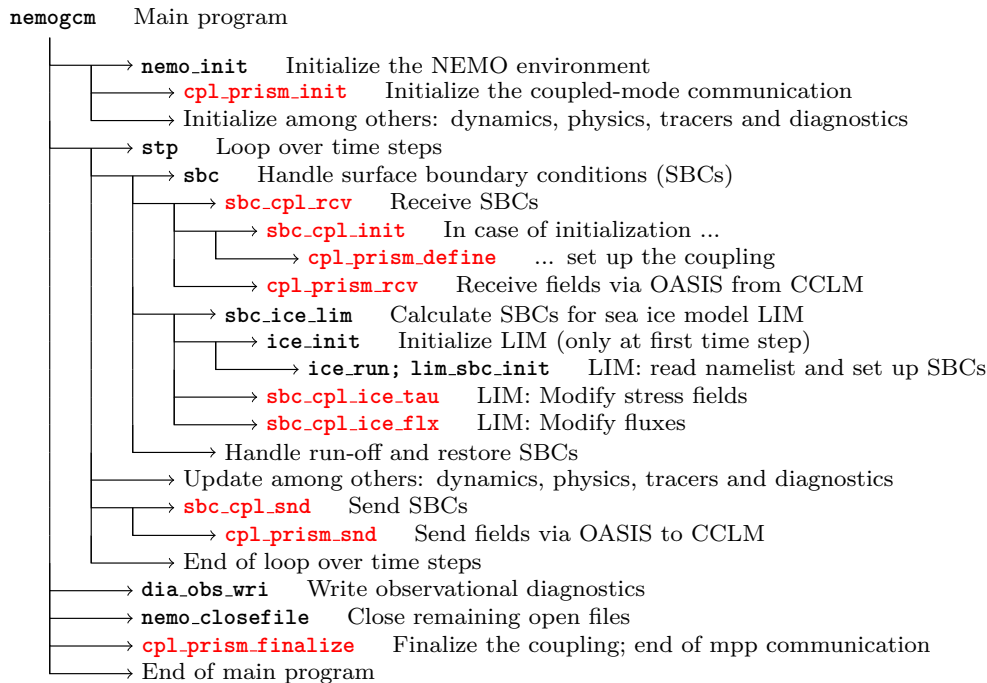 nemogcm Main program
nemo_init Initialize the NEMO environment
cpl_prism_init Initialize the coupled-mode communication
Initialize among others: dynamics, physics, tracers and diagnostics
stp Loop over time steps
sbc Handle surface boundary conditions (SBCs)
sbc_cpl_rcv Receive SBCs
sbc_cpl_init In case of initialization ...
cpl_prism_define ... set up the coupling
cpl_prism_rcv Receive fields via OASIS from CCLM
sbc_ice_lim Calculate SBCs for sea ice model LIM
ice_init Initialize LIM (only at first time step)
ice_run; lim_sbc_init LIM: read namelist and set up SBCs
sbc_cpl_ice_tau LIM: Modify stress fields
sbc_cpl_ice_flx LIM: Modify fluxes
Handle run-off and restore SBCs
Update among others: dynamics, physics, tracers and diagnostics
sbc_cpl_snd Send SBCs
cpl_prism_snd Send fields via OASIS to CCLM
End of loop over time steps
dia_obs_wri Write observational diagnostics
nemo_closefile Close remaining open files
cpl_prism_finalize Finalize the coupling; end of mpp communication
End of main program